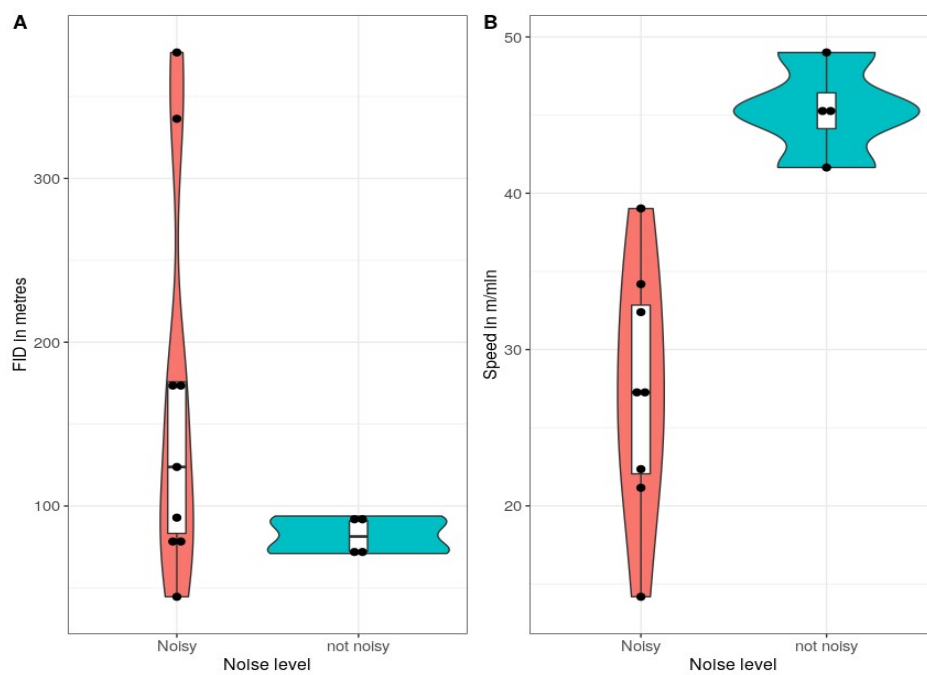 A
FID in metres
300
200
100
Noisy
not noisy
Noise level
B
Speed in m/min
50
40
30
20
Noisy
not noisy
Noise level